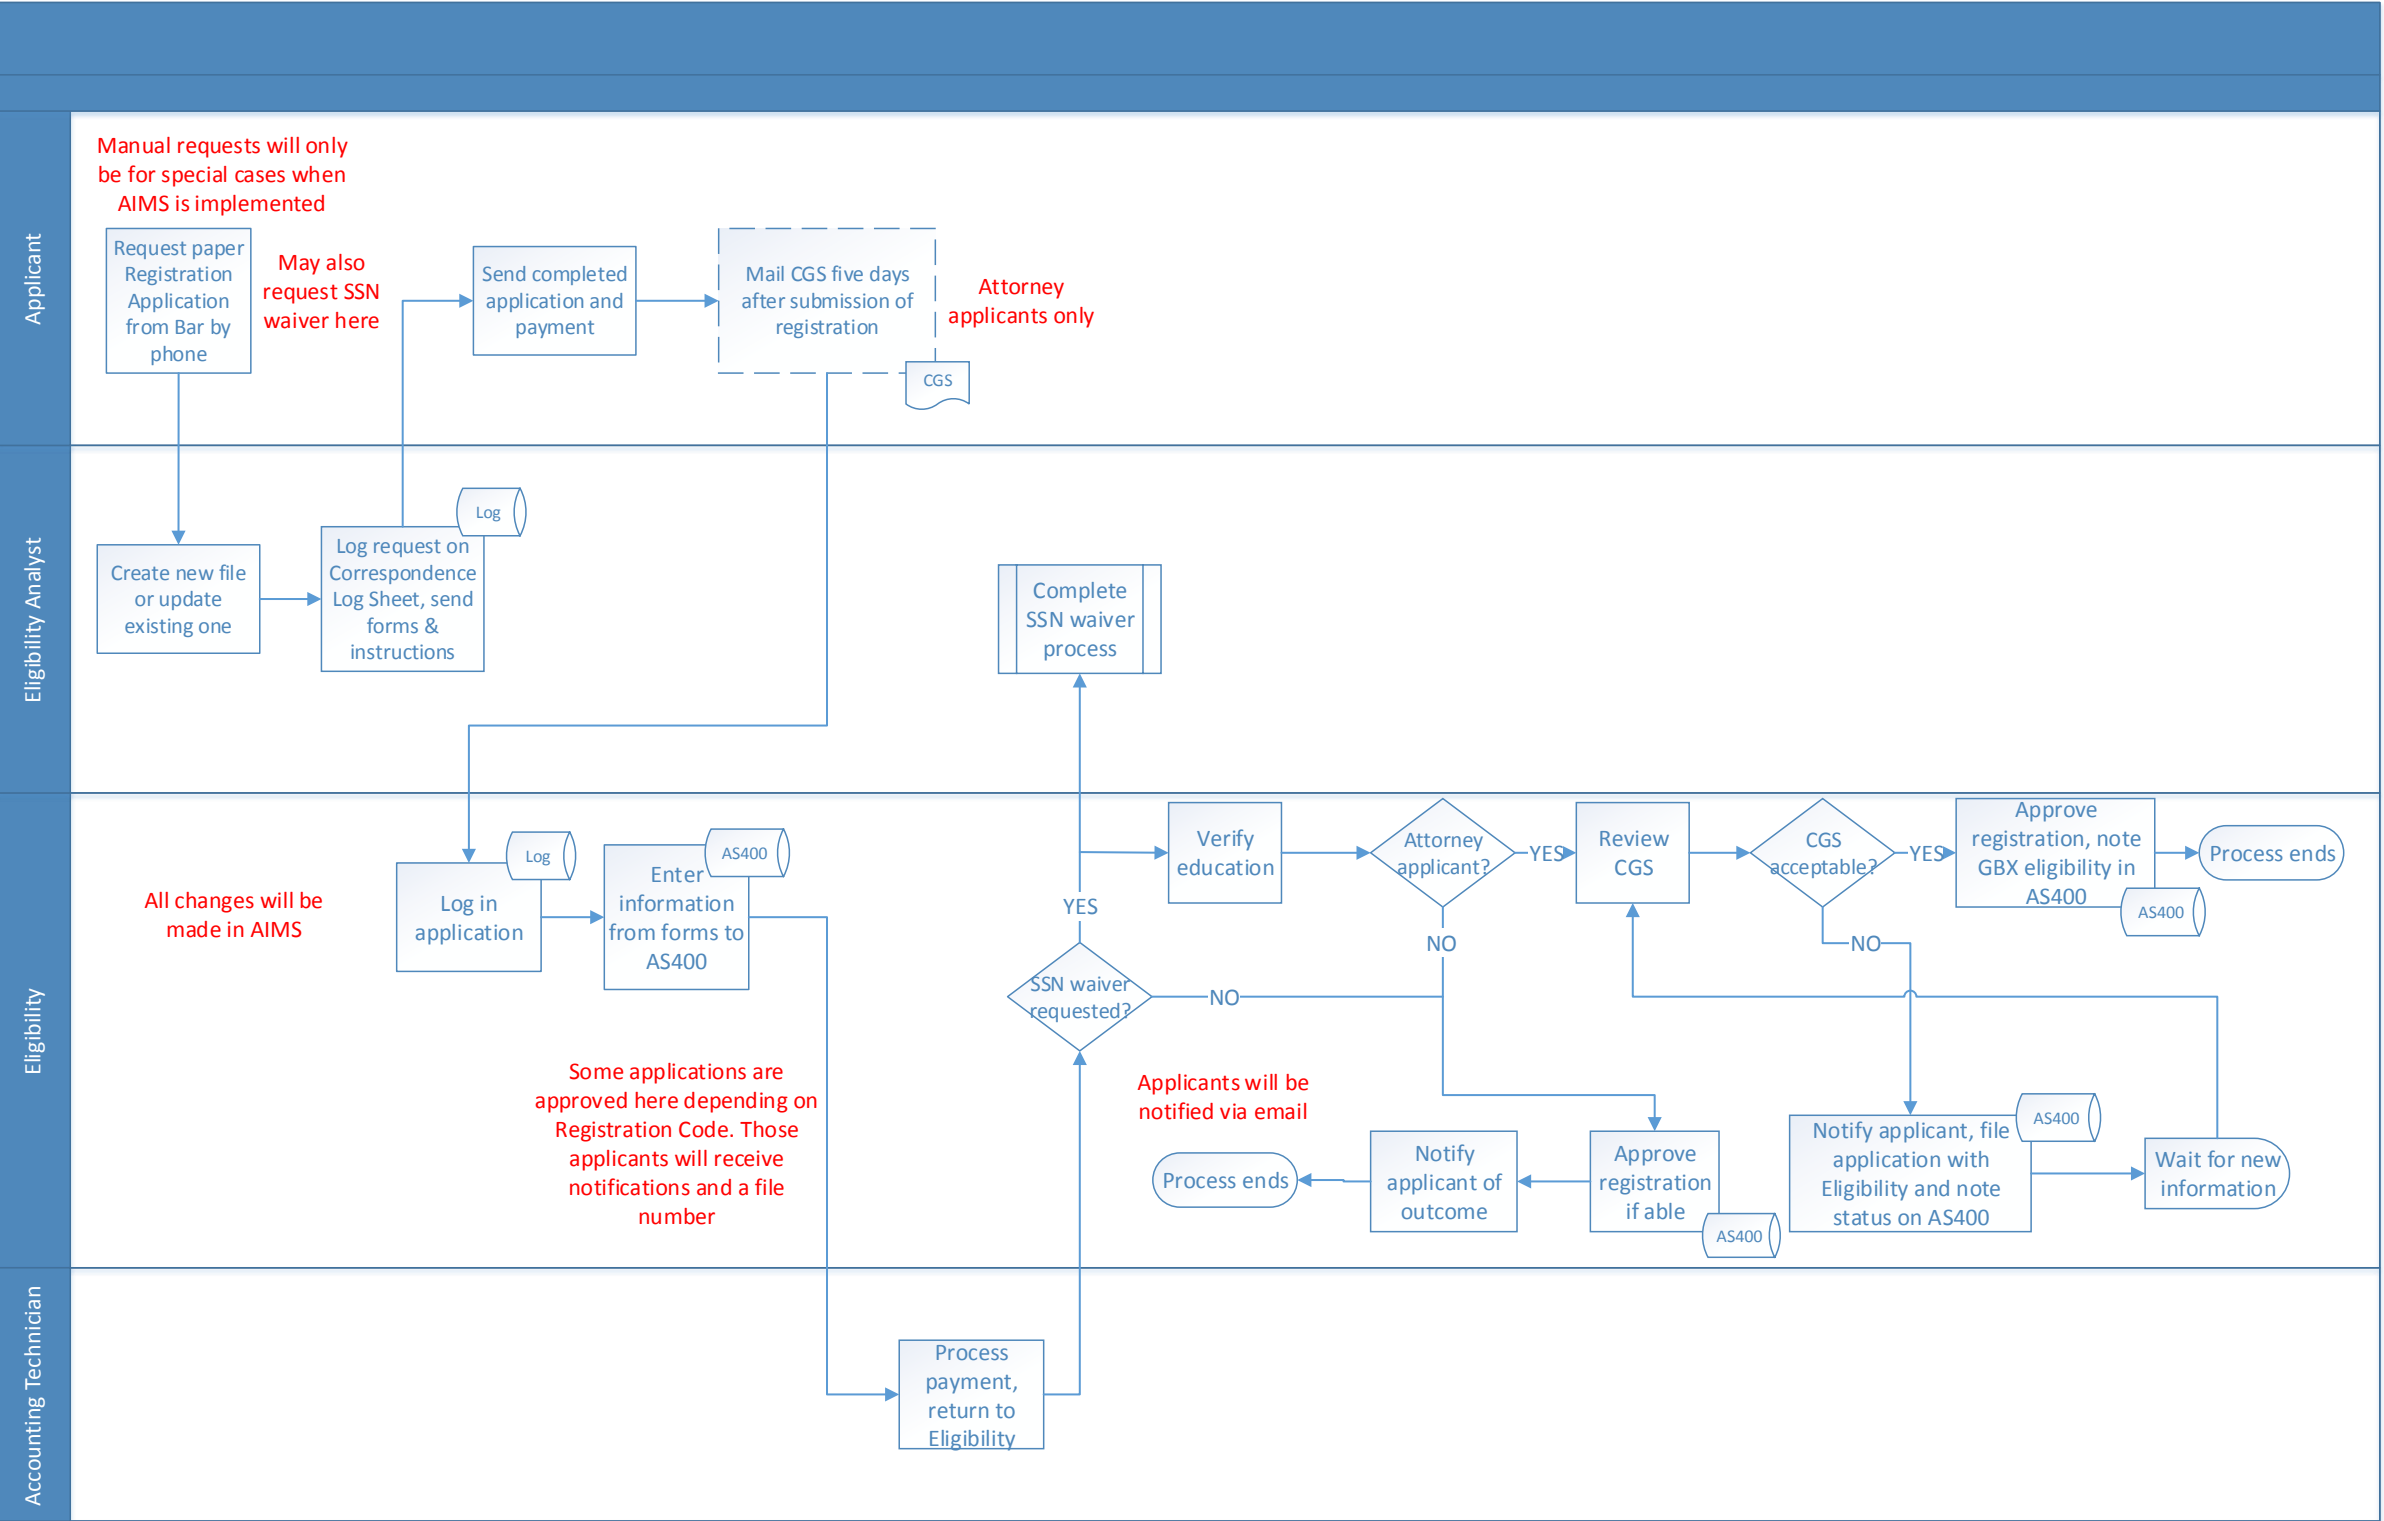 Applicant
Manual requests will only
be for special cases when
AIMS is implemented
Request paper
Registration
Application
from Bar by
phone
May also
request SSN
waiver here
Send completed
application and
payment
Mail CGS five days
after submission of
registration
CGS
Attorney
applicants only
Eligibility Analyst
Create new file
or update
existing one
Log
Log request on
Correspondence
Log Sheet, send
forms &
instructions
Complete
SSN waiver
process
Eligibility
All changes will be
made in AIMS
Log
Log in
application
AS400
Enter
information
from forms to
AS400
Some applications are
approved here depending on
Registration Code. Those
applicants will receive
notifications and a file
number
YES
SSN waiver
requested?
NO
Verify
education
Attorney
applicant?
YES
NO
Review
CGS
CGS
acceptable?
YES
NO
Approve
registration, note
GBX eligibility in
AS400
AS400
Process ends
Applicants will be
notified via email
Process ends
Notify
applicant of
outcome
Approve
registration
if able
AS400
Notify applicant, file
application with
Eligibility and note
status on AS400
AS400
Wait for new
information
Accounting Technician
Process
payment,
return to
Eligibility